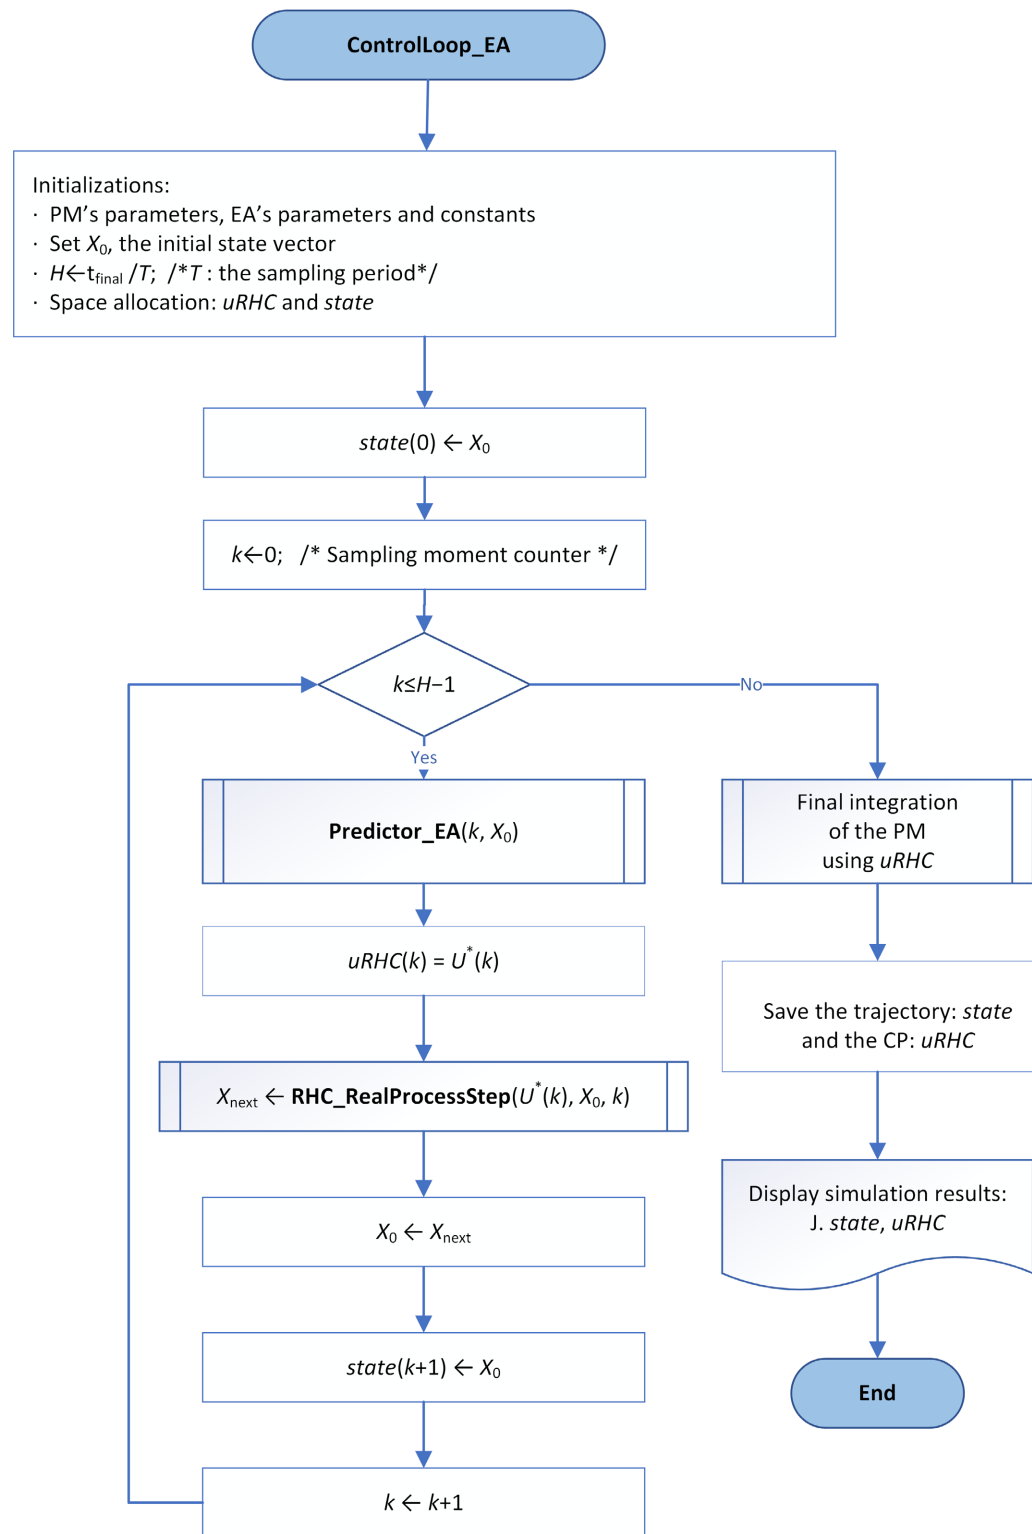 ControlLoop_EA
Initializations:
· PM’s parameters, EA’s parameters and constants
· Set X₀, the initial state vector
· H←t_final /T; /*T : the sampling period*/
· Space allocation: uRHC and state
state(0) ← X₀
k←0; /* Sampling moment counter */
k≤H−1
No
Yes
Predictor_EA(k, X₀)
uRHC(k) = U*(k)
X_next ← RHC_RealProcessStep(U*(k), X₀, k)
X₀ ← X_next
state(k+1) ← X₀
k ← k+1
Final integration
of the PM
using uRHC
Save the trajectory: state
and the CP: uRHC
Display simulation results:
J. state, uRHC
End